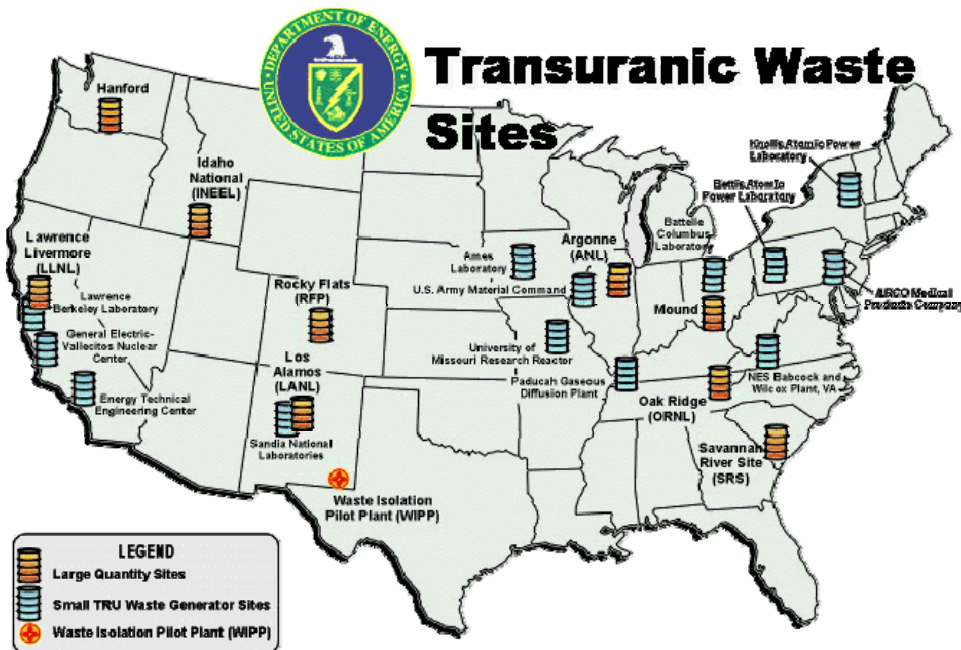 DEPARTMENT OF ENERGY
UNITED STATES OF AMERICA
Transuranic Waste
Sites
Hanford
Idaho
National
(INEEL)
Lawrence
Livermore
(LLNL)
Lawrence
Berkeley Laboratory
General Electric-
Vallecitos Nuclear
Center
Energy Technical
Engineering Center
Rocky Flats
(RFP)
Los
Alamos
(LANL)
Sandia National
Laboratories
Waste Isolation
Pilot Plant (WIPP)
Ames
Laboratory
U.S. Army Material Command
Argonne
(ANL)
University of
Missouri Research Reactor
Paducah Gaseous
Diffusion Plant
Battelle
Columbus
Laboratory
Mound
Oak Ridge
(ORNL)
Savannah
River Site
(SRS)
Knolls Atomic Power
Laboratory
Bettis Atomic
Power Laboratory
AIRCO Medical
Products Company
NES Babcock and
Wilcox Plant, VA
LEGEND
Large Quantity Sites
Small TRU Waste Generator Sites
Waste Isolation Pilot Plant (WIPP)